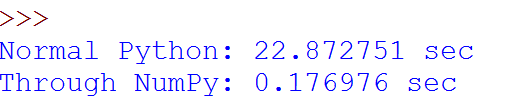 >>>
Normal Python: 22.872751 sec
Through NumPy: 0.176976 sec